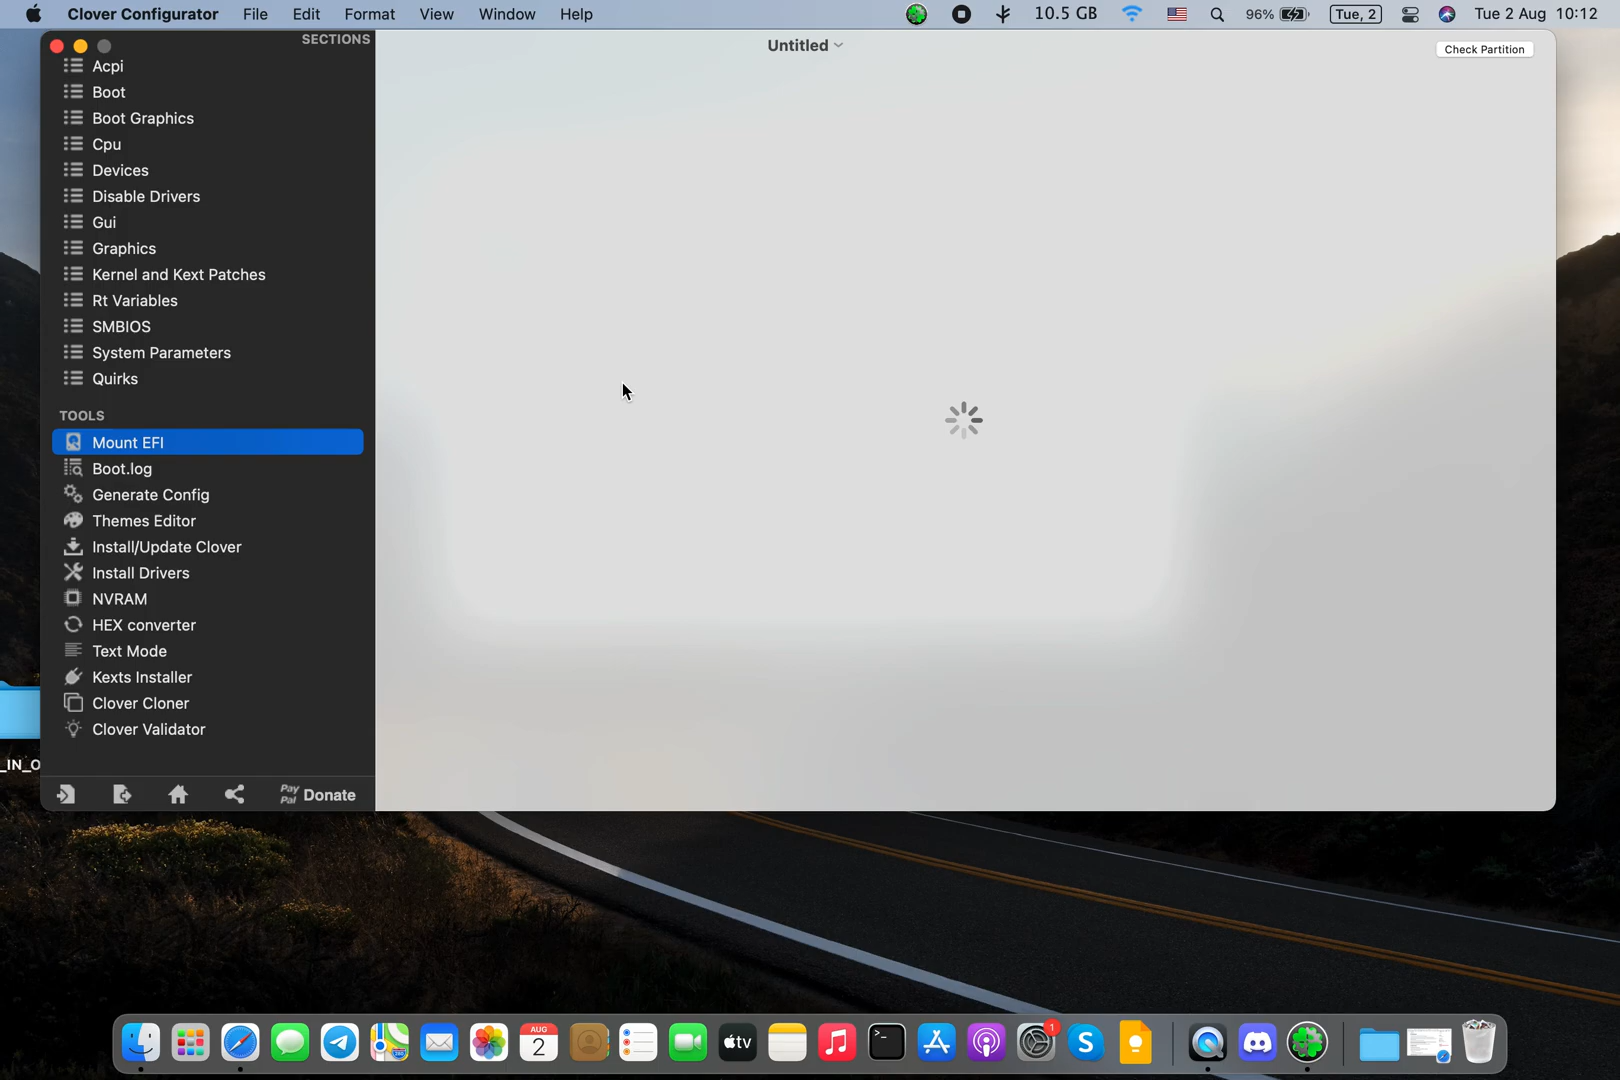 Clover Configurator File Edit Format View Window Help 10.5 GB 96% Tue, 2 Tue 2 Aug 10:12
SECTIONS
Untitled
Check Partition
Acpi
Boot
Boot Graphics
Cpu
Devices
Disable Drivers
Gui
Graphics
Kernel and Kext Patches
Rt Variables
SMBIOS
System Parameters
Quirks
TOOLS
Mount EFI
Boot.log
Generate Config
Themes Editor
Install/Update Clover
Install Drivers
NVRAM
HEX converter
Text Mode
Kexts Installer
Clover Cloner
Clover Validator
_IN_O
Pay
Pal Donate
AUG
2
tv
1